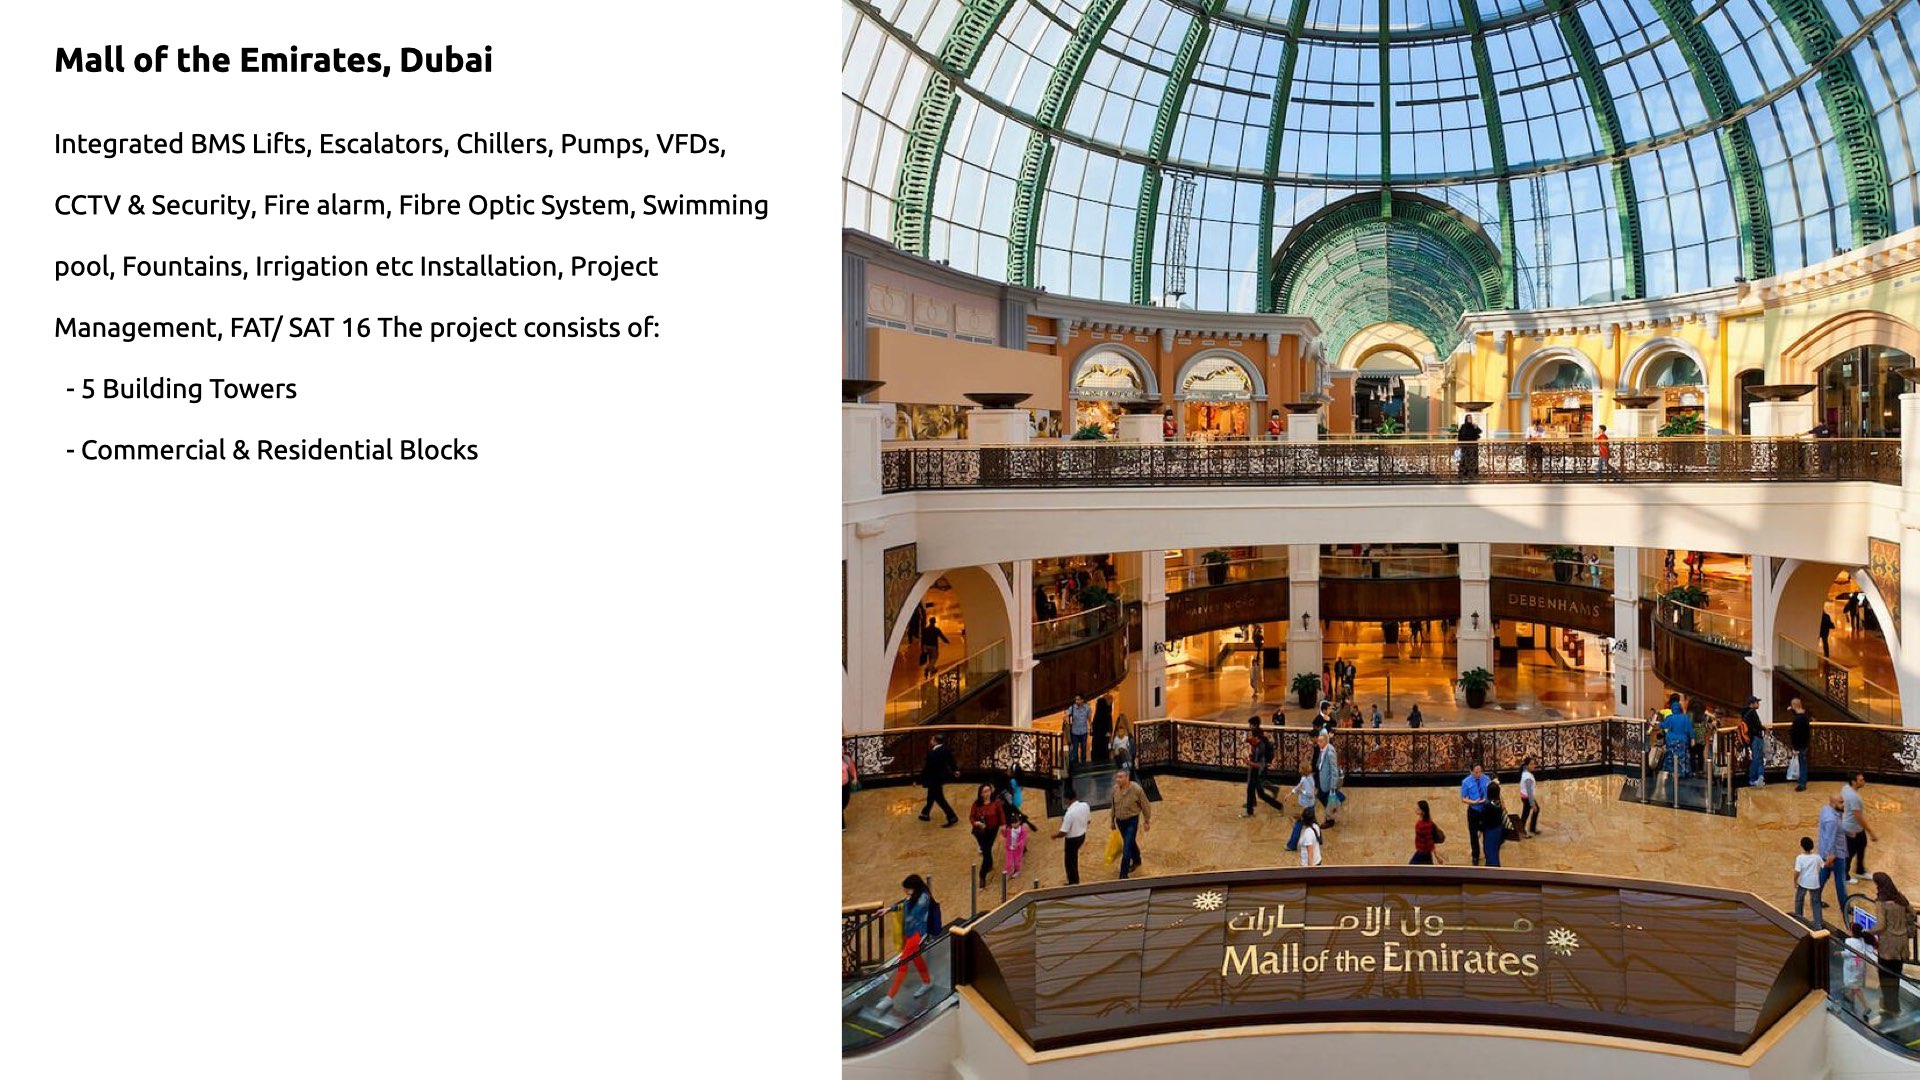 Mall of the Emirates, Dubai
Integrated BMS Lifts, Escalators, Chillers, Pumps, VFDs,
CCTV & Security, Fire alarm, Fibre Optic System, Swimming
pool, Fountains, Irrigation etc Installation, Project
Management, FAT/ SAT 16 The project consists of:
- 5 Building Towers
- Commercial & Residential Blocks
DEBENHAMS
مول الامارات
Mall of the Emirates